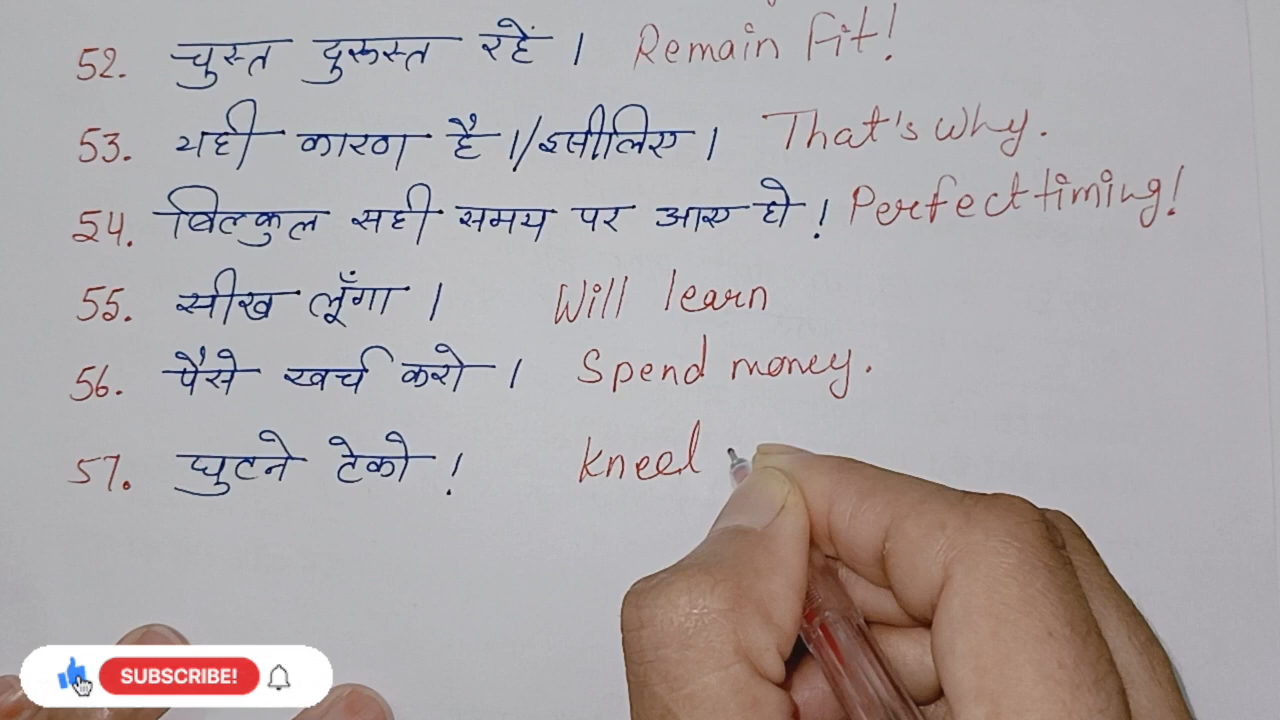 52. चुस्त दुरूस्त रहें । Remain Fit!
53. यही कारण है ।/इसीलिए । That's Why.
54. बिल्कुल सही समय पर आए हो ! Perfect timing!
55. सीख लूँगा । Will learn
56. पैसे खर्च करो । Spend money.
57. घुटने टेको ! Kneel
SUBSCRIBE!